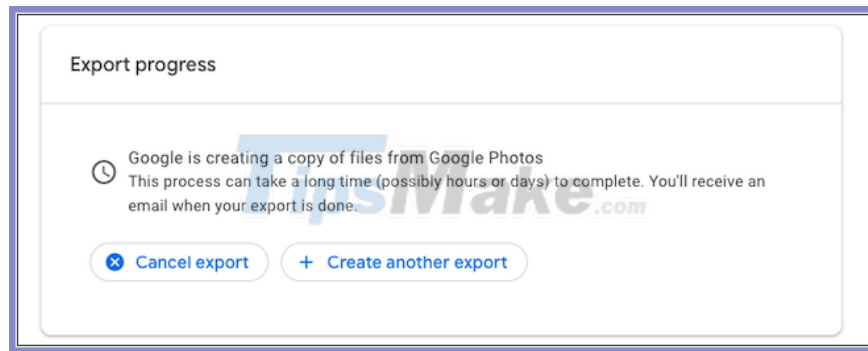 Export progress
Google is creating a copy of files from Google Photos
This process can take a long time (possibly hours or days) to complete. You'll receive an
email when your export is done.
TipsMake.com
Cancel export
+ Create another export